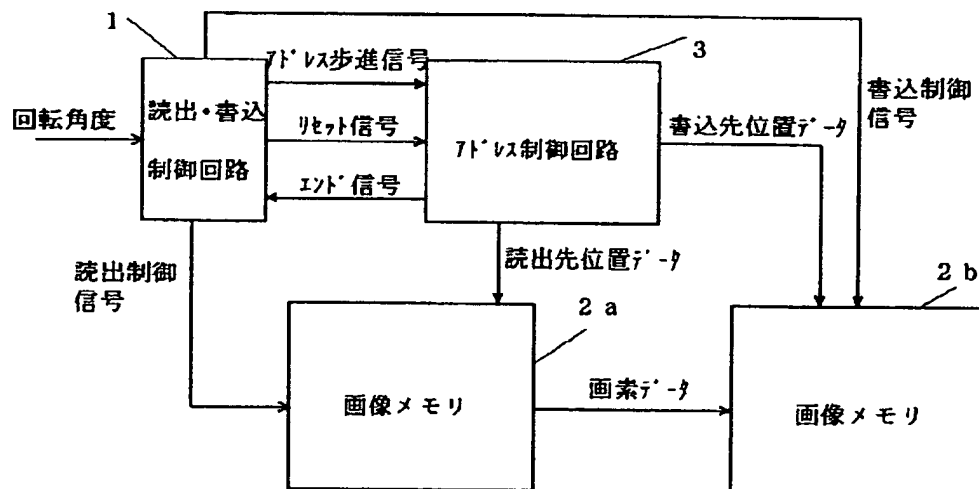 1
3
アドレス歩進信号
回転角度
読出・書込
制御回路
リセット信号
エンド信号
アドレス制御回路
書込先位置データ
書込制御
信号
読出制御
信号
読出先位置データ
2a
2b
画像メモリ
画素データ
画像メモリ